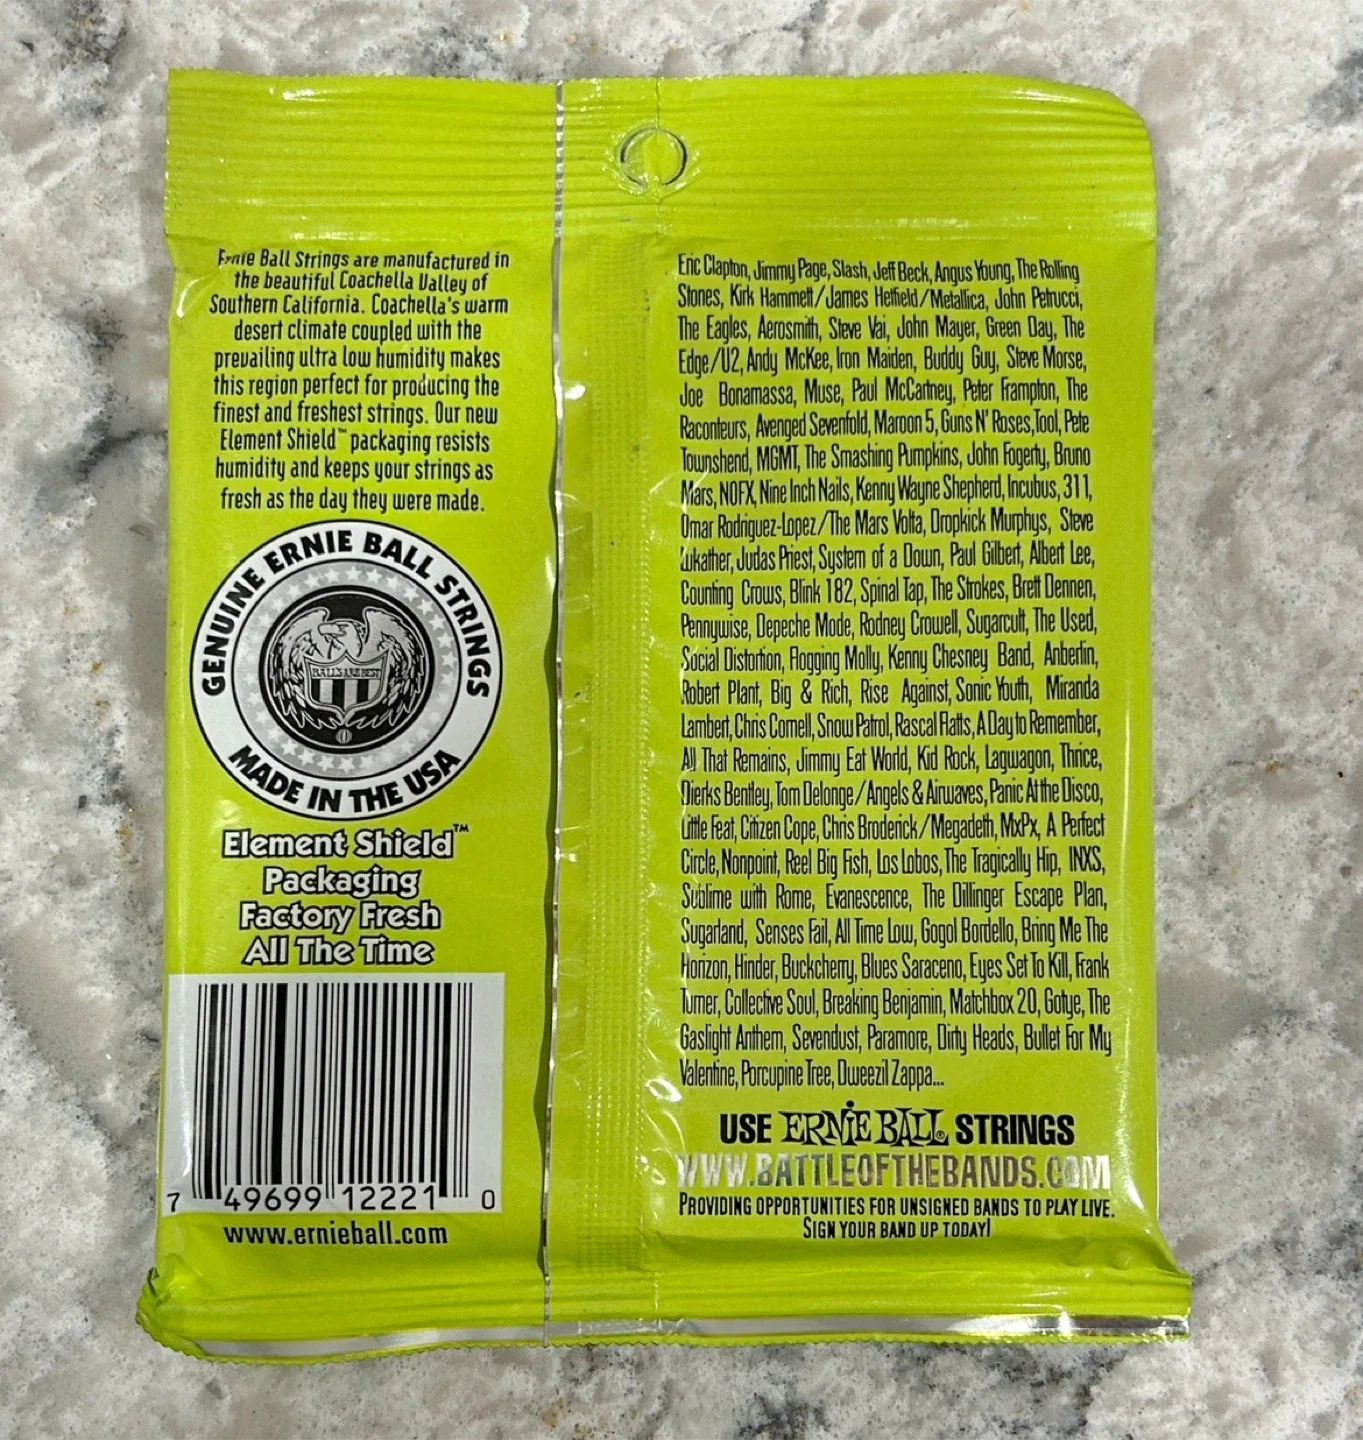 Ernie Ball Strings are manufactured in
the beautiful Coachella Valley of
Southern California. Coachella's warm
desert climate coupled with the
prevailing ultra low humidity makes
this region perfect for producing the
finest and freshest strings. Our new
Element Shield™ packaging resists
humidity and keeps your strings as
fresh as the day they were made.
GENUINE ERNIE BALL STRINGS
BALLS ARE BEST
MADE IN THE USA
Element Shield™
Packaging
Factory Fresh
All The Time
7 49699 12221 0
www.ernieball.com
Eric Clapton, Jimmy Page, Slash, Jeff Beck, Angus Young, The Rolling
Stones, Kirk Hammett/James Hetfield/Metallica, John Petrucci,
The Eagles, Aerosmith, Steve Vai, John Mayer, Green Day, The
Edge/U2, Andy McKee, Iron Maiden, Buddy Guy, Steve Morse,
Joe Bonamassa, Muse, Paul McCartney, Peter Frampton, The
Raconteurs, Avenged Sevenfold, Maroon 5, Guns N' Roses, Tool, Pete
Townshend, MGMT, The Smashing Pumpkins, John Fogerty, Bruno
Mars, NOFX, Nine Inch Nails, Kenny Wayne Shepherd, Incubus, 311,
Omar Rodriguez-Lopez/The Mars Volta, Dropkick Murphys, Steve
Lukather, Judas Priest, System of a Down, Paul Gilbert, Albert Lee,
Counting Crows, Blink 182, Spinal Tap, The Strokes, Brett Dennen,
Pennywise, Depeche Mode, Rodney Crowell, Sugarcult, The Used,
Social Distortion, Flogging Molly, Kenny Chesney Band, Anberlin,
Robert Plant, Big & Rich, Rise Against, Sonic Youth, Miranda
Lambert, Chris Cornell, Snow Patrol, Rascal Flatts, A Day to Remember,
All That Remains, Jimmy Eat World, Kid Rock, Lagwagon, Thrice,
Dierks Bentley, Tom Delonge/Angels & Airwaves, Panic At the Disco,
Little Feat, Citizen Cope, Chris Broderick/Megadeth, MxPx, A Perfect
Circle, Nonpoint, Reel Big Fish, Los Lobos, The Tragically Hip, INXS,
Sublime with Rome, Evanescence, The Dillinger Escape Plan,
Sugarland, Senses Fail, All Time Low, Gogol Bordello, Bring Me The
Horizon, Hinder, Buckcherry, Blues Saraceno, Eyes Set To Kill, Frank
Turner, Collective Soul, Breaking Benjamin, Matchbox 20, Gotye, The
Gaslight Anthem, Sevendust, Paramore, Dirty Heads, Bullet For My
Valentine, Porcupine Tree, Dweezil Zappa...
USE ERNIE BALL® STRINGS
WWW.BATTLEOFTHEBANDS.COM
PROVIDING OPPORTUNITIES FOR UNSIGNED BANDS TO PLAY LIVE.
SIGN YOUR BAND UP TODAY!